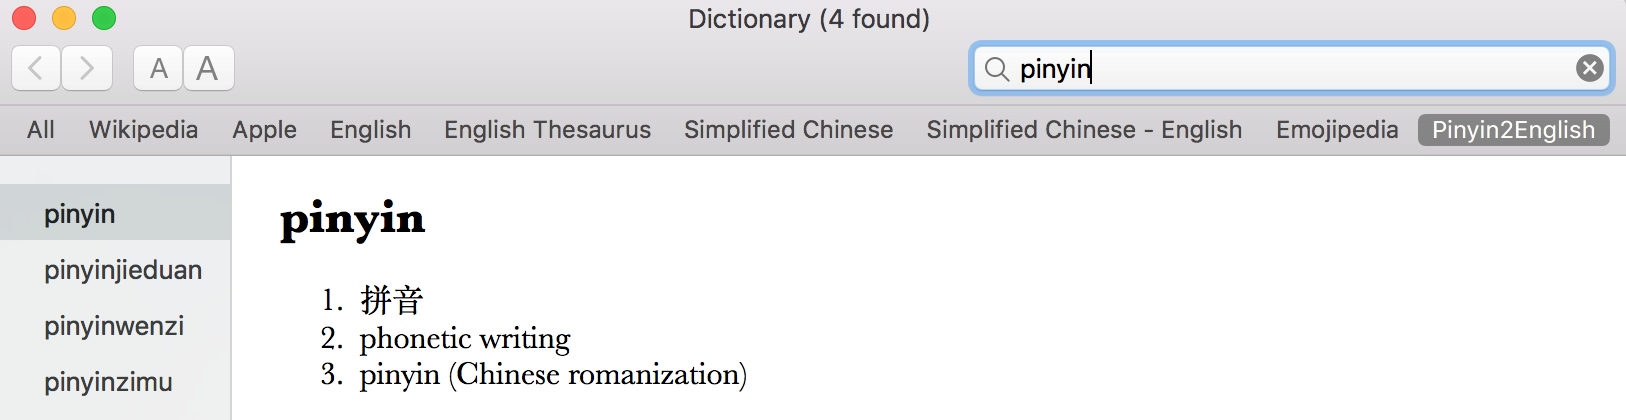 Dictionary (4 found)
A A pinyin
All Wikipedia Apple English English Thesaurus Simplified Chinese Simplified Chinese - English Emojipedia Pinyin2English
pinyin
pinyinjieduan
pinyinwenzi
pinyinzimu
pinyin
1. 拼音
2. phonetic writing
3. pinyin (Chinese romanization)